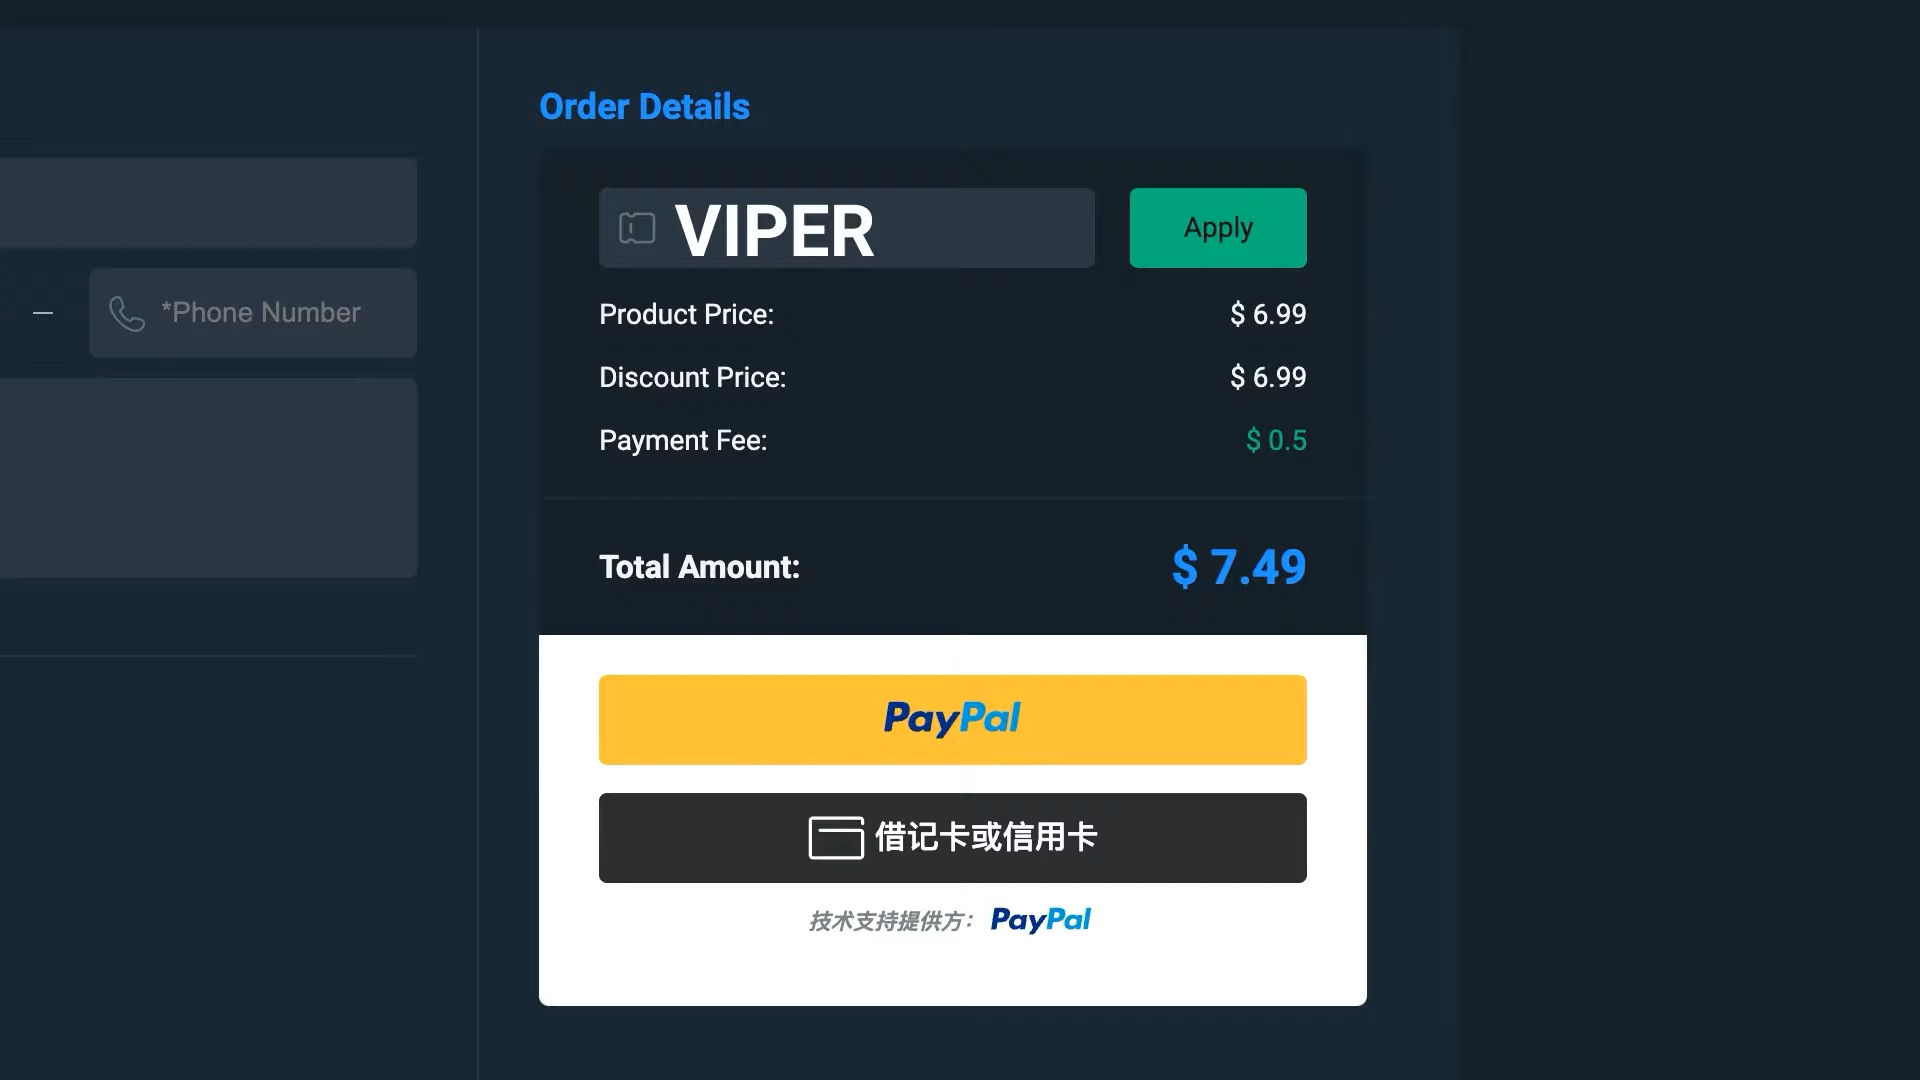 Order Details
VIPER
Apply
*Phone Number
Product Price: $ 6.99
Discount Price: $ 6.99
Payment Fee: $ 0.5
Total Amount: $ 7.49
PayPal
借记卡或信用卡
技术支持提供方: PayPal